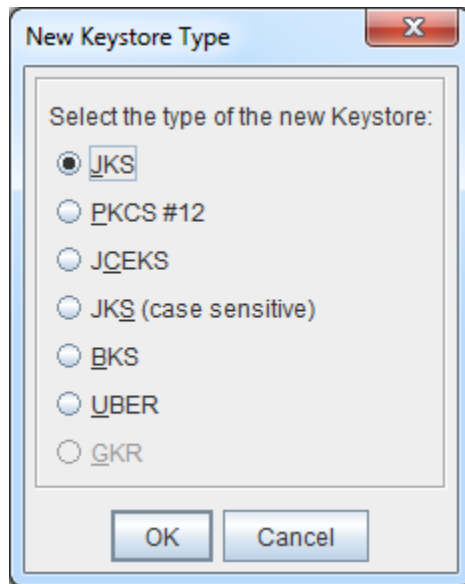 New Keystore Type
Select the type of the new Keystore:
JKS
PKCS #12
JCEKS
JKS (case sensitive)
BKS
UBER
GKR
OK Cancel